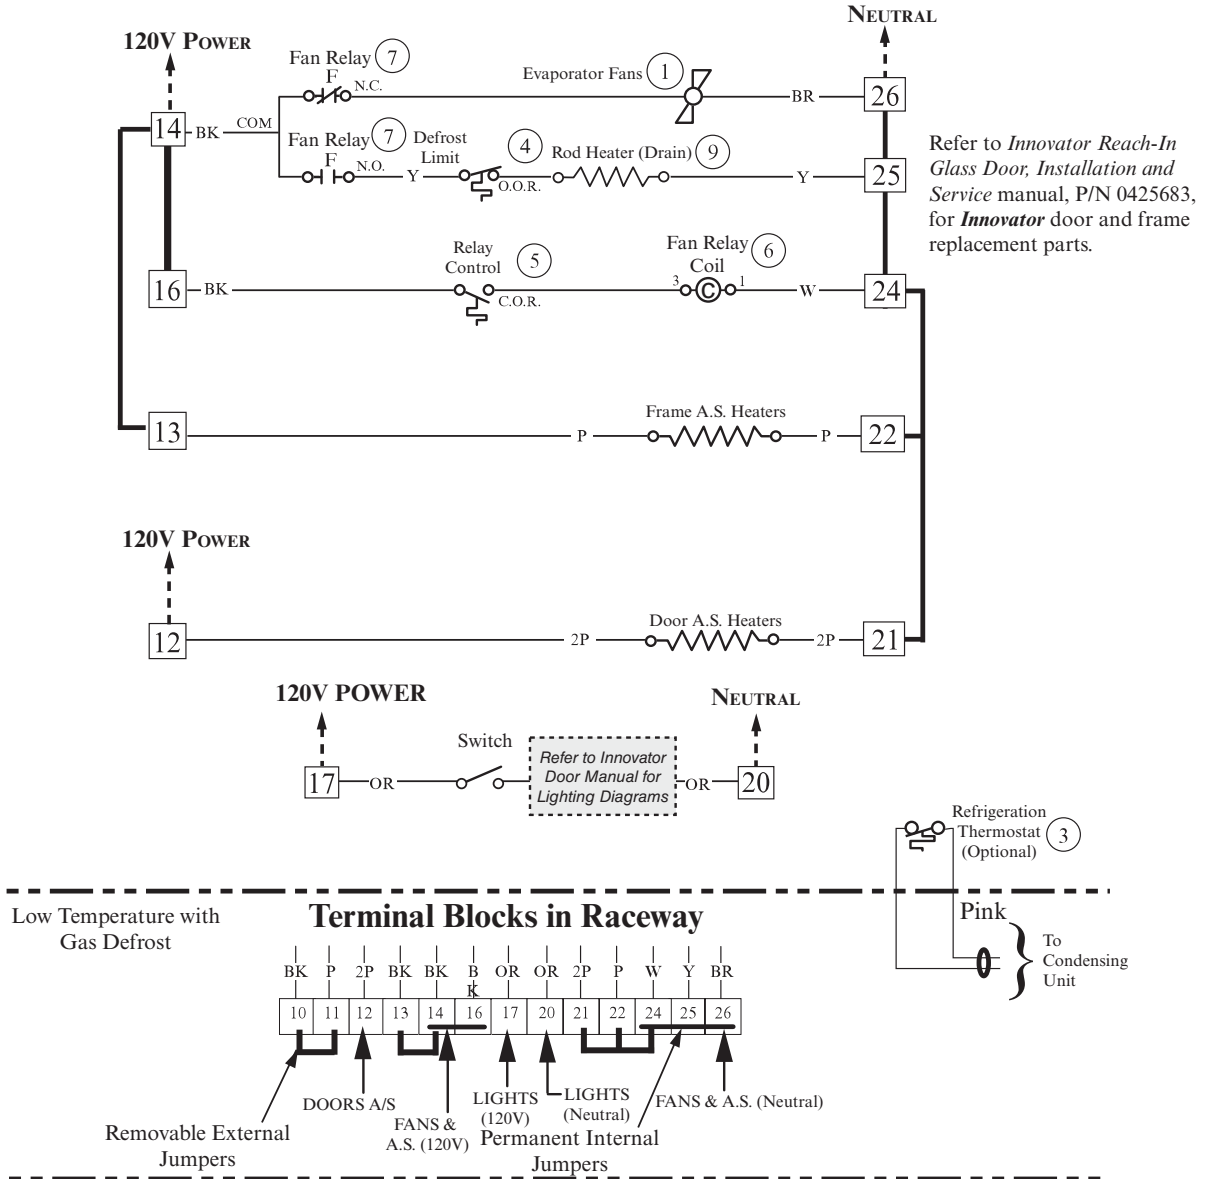 NEUTRAL
120V POWER
Fan Relay 7
F
N.C.
Evaporator Fans 1
BR
26
14
BK
COM
Fan Relay 7
F
N.O.
Y
Defrost
Limit
4
O.O.R.
Rod Heater (Drain) 9
Y
25
Refer to Innovator Reach-In
Glass Door, Installation and
Service manual, P/N 0425683,
for Innovator door and frame
replacement parts.
16
BK
Relay
Control
5
C.O.R.
Fan Relay
Coil
6
3
C
1
W
24
13
P
Frame A.S. Heaters
P
22
120V POWER
12
2P
Door A.S. Heaters
2P
21
120V POWER
NEUTRAL
17
OR
Switch
Refer to Innovator
Door Manual for
Lighting Diagrams
OR
20
Refrigeration
Thermostat
(Optional)
3
Low Temperature with
Gas Defrost
Terminal Blocks in Raceway
Pink
To
Condensing
Unit
BK P 2P BK BK B OR OR 2P P W Y BR
K
10 11 12 13 14 16 17 20 21 22 24 25 26
DOORS A/S
FANS &
A.S. (120V)
LIGHTS
(120V)
LIGHTS
(Neutral)
FANS & A.S. (Neutral)
Removable External
Jumpers
Permanent Internal
Jumpers